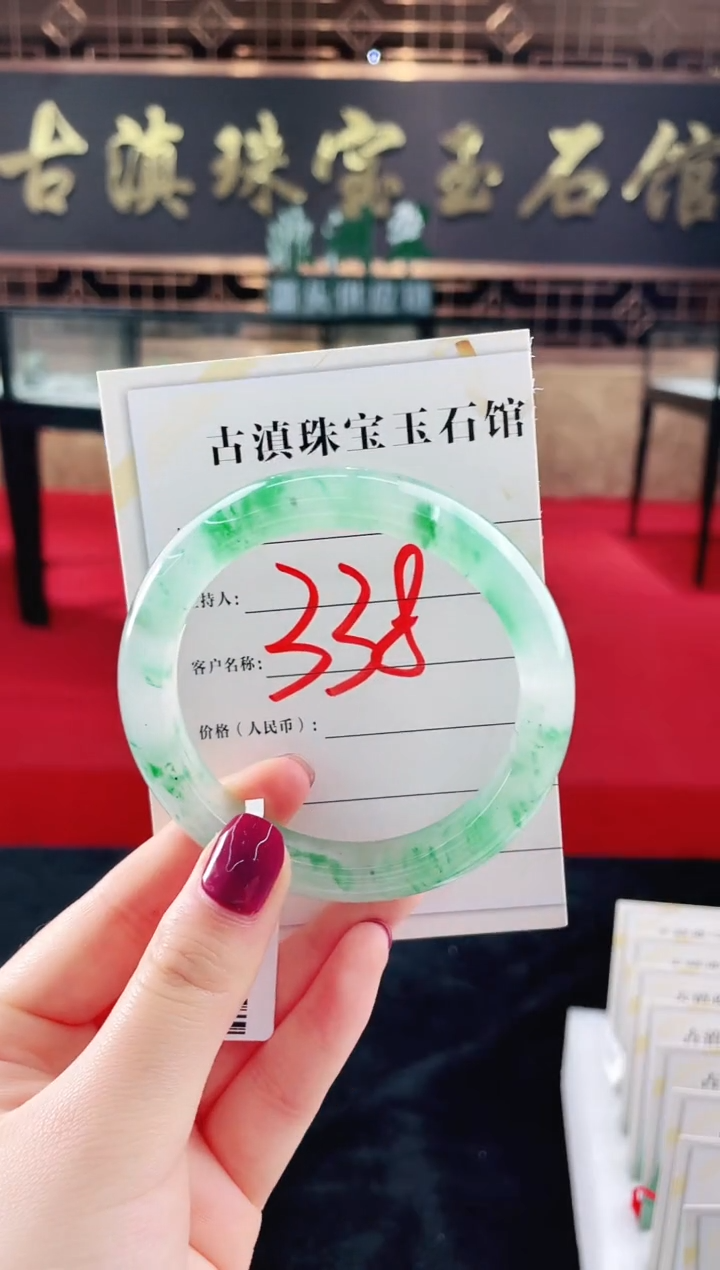 古滇珠宝玉石馆
古滇珠宝玉石馆
持人：
338
客户名称：
价格（人民币）：